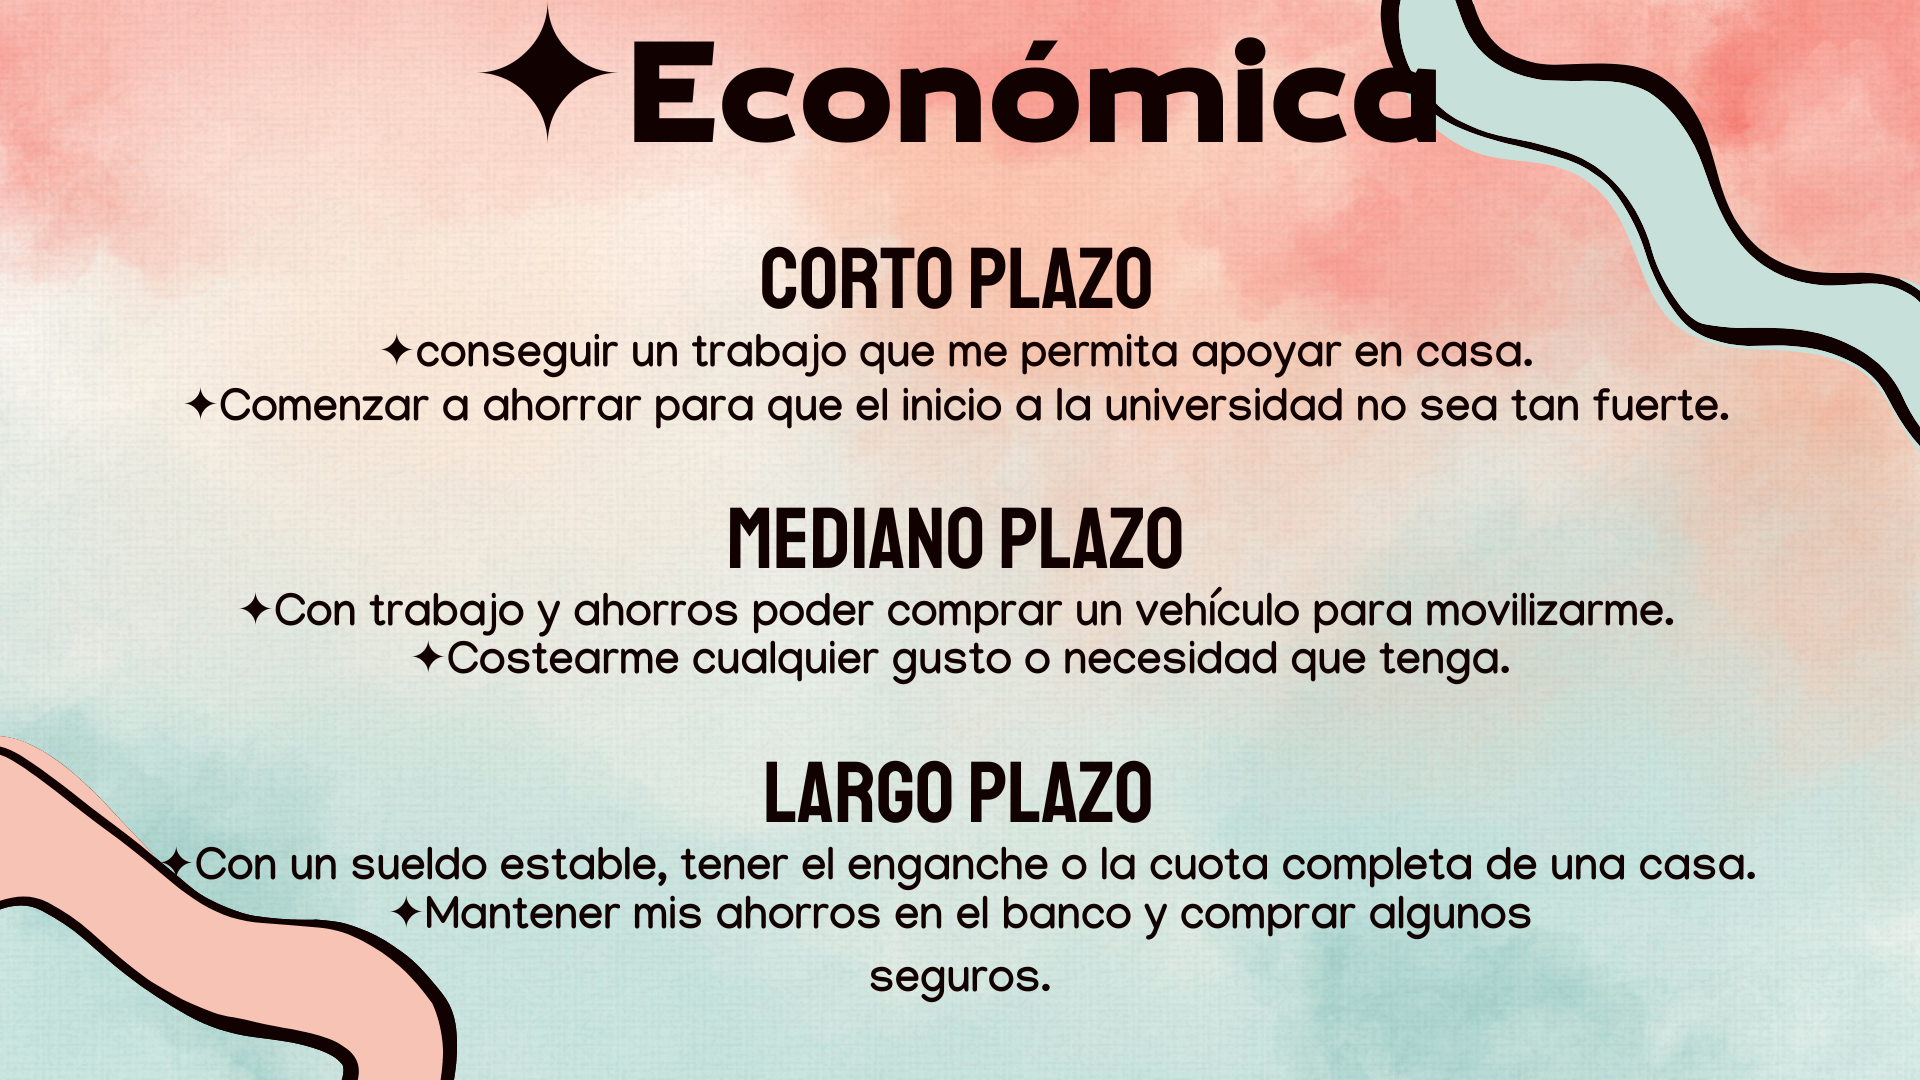 ✦Económica
CORTO PLAZO
✦conseguir un trabajo que me permita apoyar en casa.
✦Comenzar a ahorrar para que el inicio a la universidad no sea tan fuerte.
MEDIANO PLAZO
✦Con trabajo y ahorros poder comprar un vehículo para movilizarme.
✦Costearme cualquier gusto o necesidad que tenga.
LARGO PLAZO
✦Con un sueldo estable, tener el enganche o la cuota completa de una casa.
✦Mantener mis ahorros en el banco y comprar algunos
seguros.